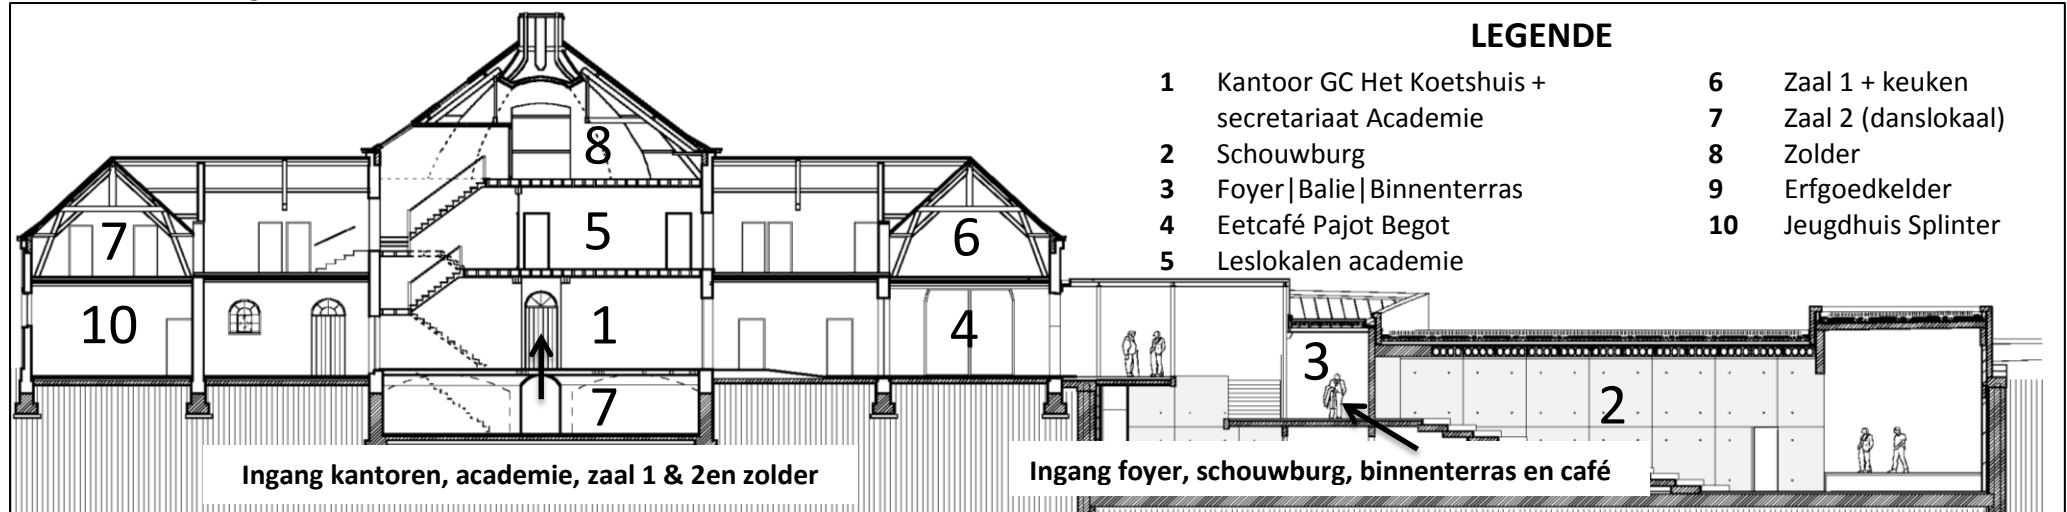 LEGENDE
1 Kantoor GC Het Koetshuis +
secretariaat Academie
2 Schouwburg
3 Foyer|Balie|Binnenterras
4 Eetcafé Pajot Begot
5 Leslokalen academie
6 Zaal 1 + keuken
7 Zaal 2 (danslokaal)
8 Zolder
9 Erfgoedkelder
10 Jeugdhuis Splinter
8
7
5
6
10
1
4
3
7
2
Ingang kantoren, academie, zaal 1 & 2en zolder
Ingang foyer, schouwburg, binnenterras en café